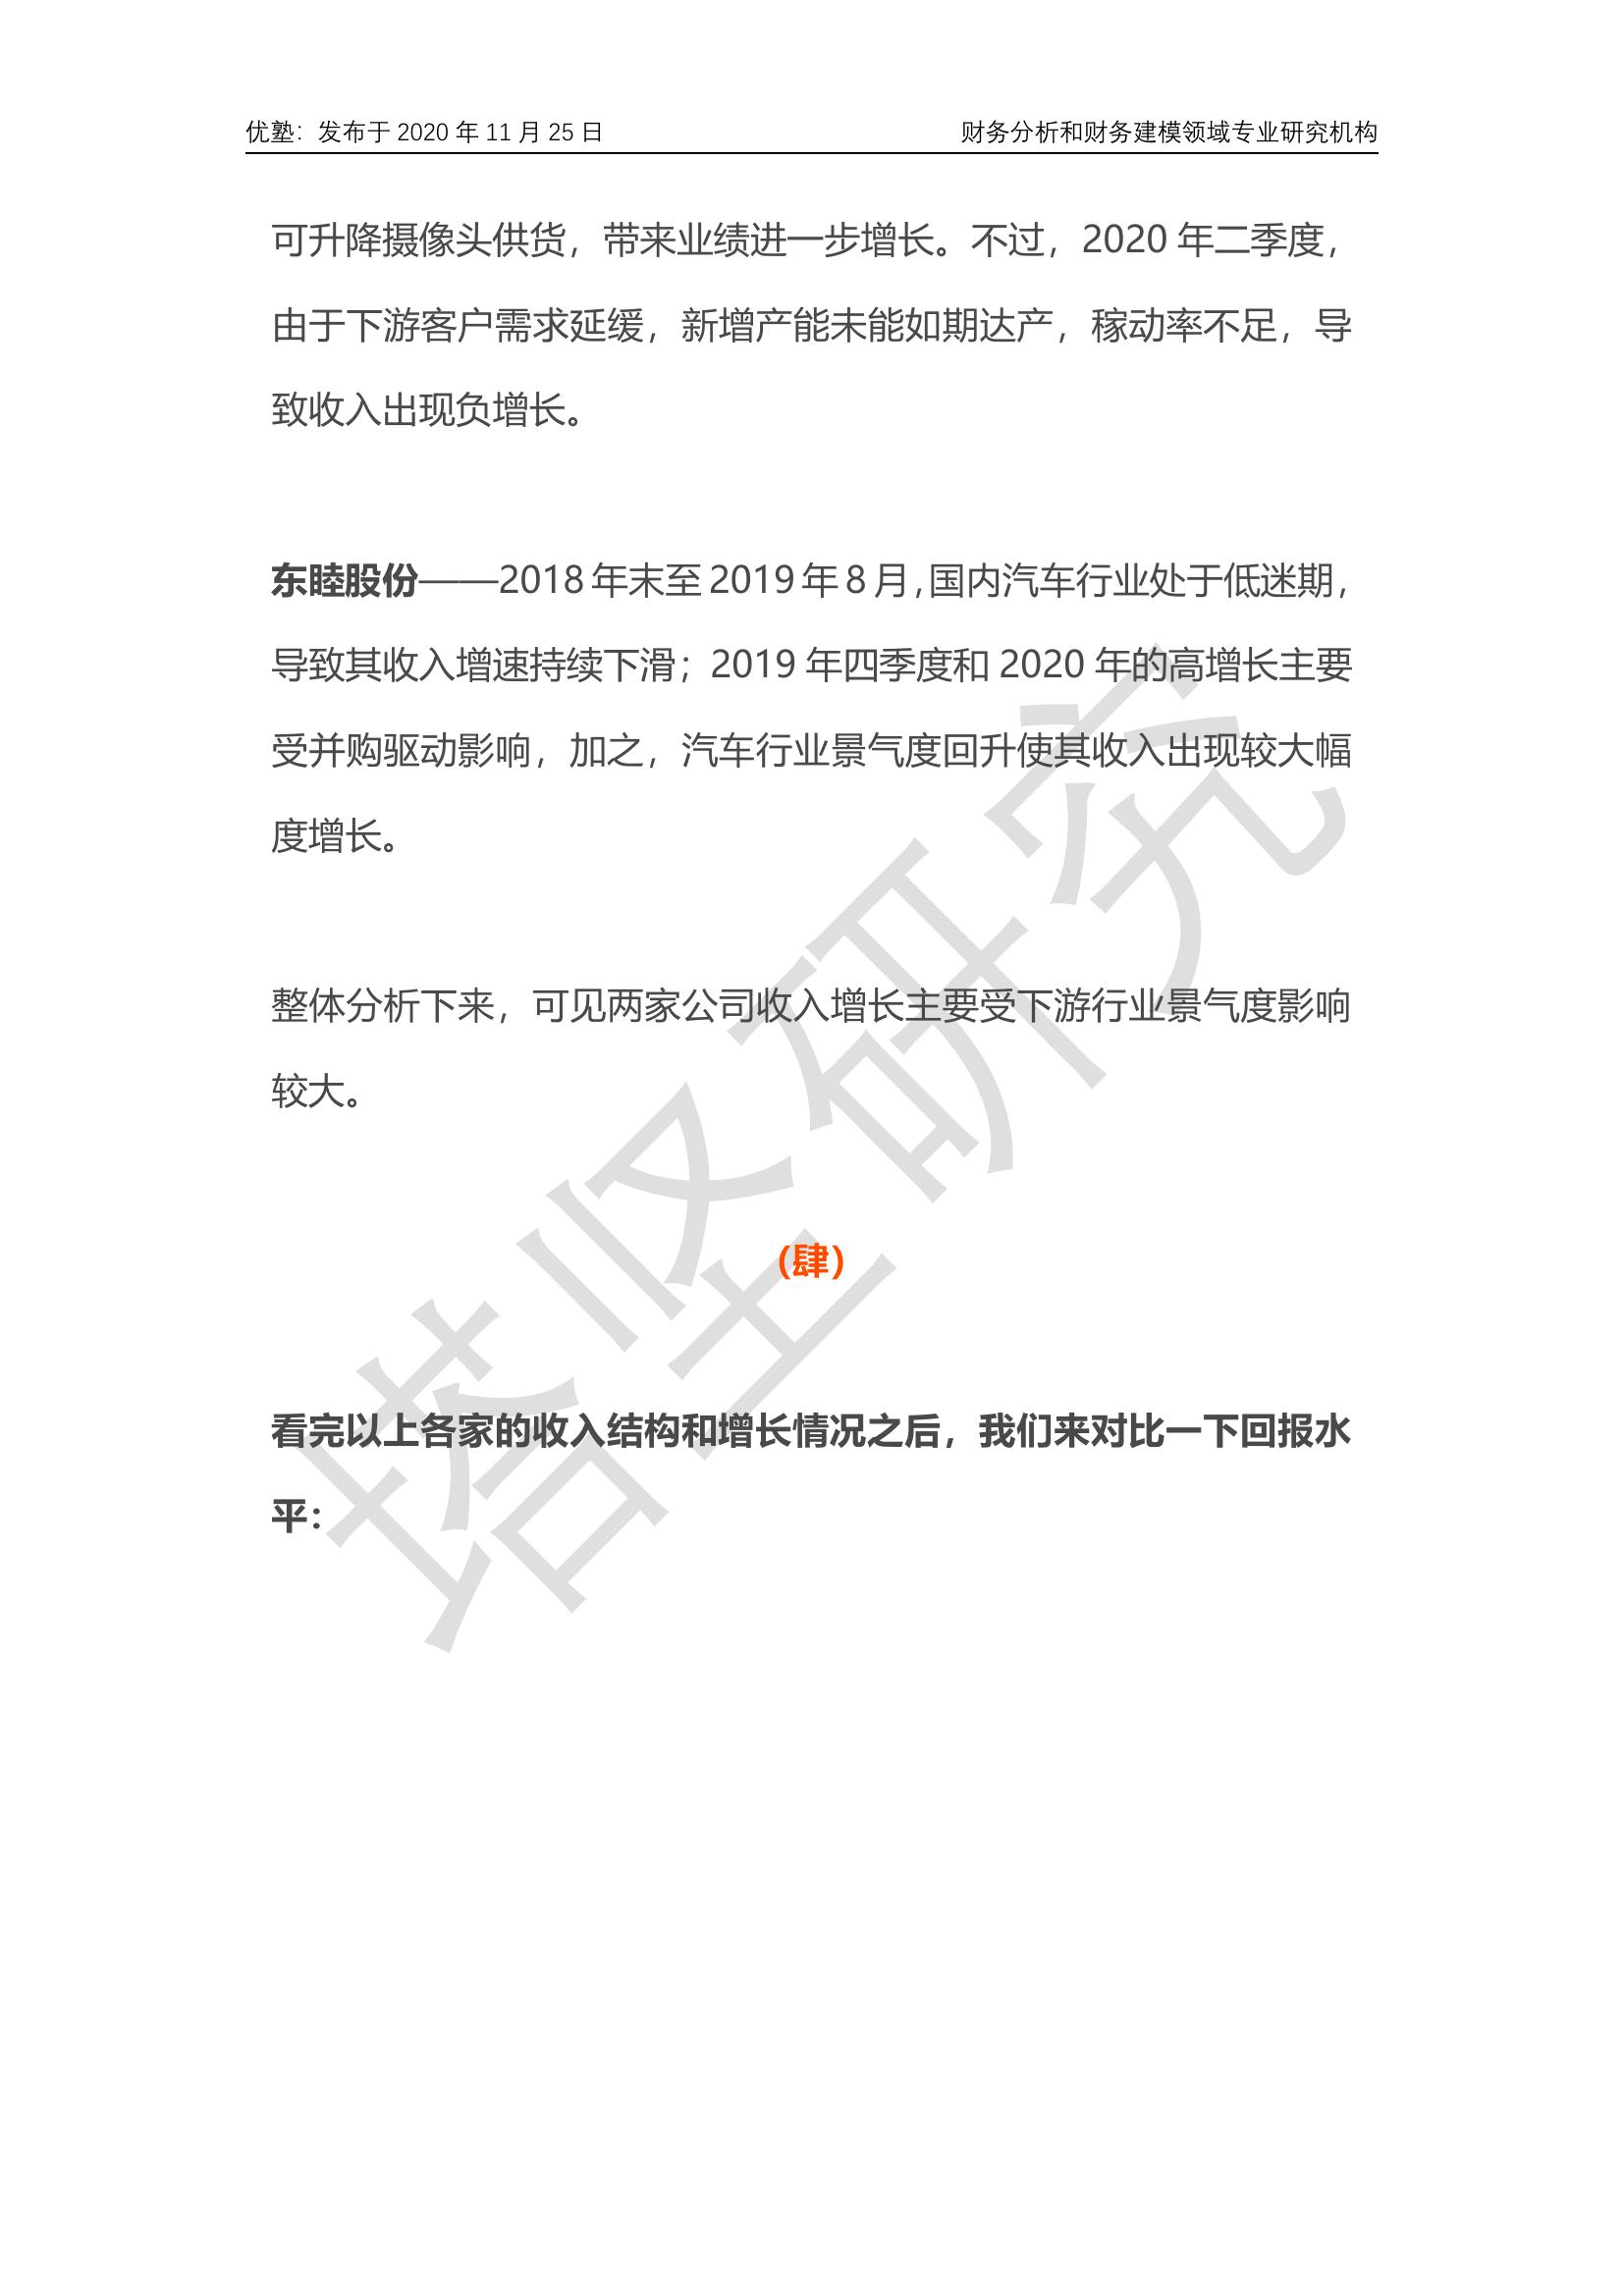 优塾：发布于 2020 年 11 月 25 日 财务分析和财务建模领域专业研究机构
可升降摄像头供货，带来业绩进一步增长。不过，2020 年二季度，
由于下游客户需求延缓，新增产能未能如期达产，稼动率不足，导
致收入出现负增长。
东睦股份——2018 年末至 2019 年 8 月，国内汽车行业处于低迷期，
导致其收入增速持续下滑；2019 年四季度和 2020 年的高增长主要
受并购驱动影响，加之，汽车行业景气度回升使其收入出现较大幅
度增长。
整体分析下来，可见两家公司收入增长主要受下游行业景气度影响
较大。
（肆）
看完以上各家的收入结构和增长情况之后，我们来对比一下回报水
平：
塔坚研究